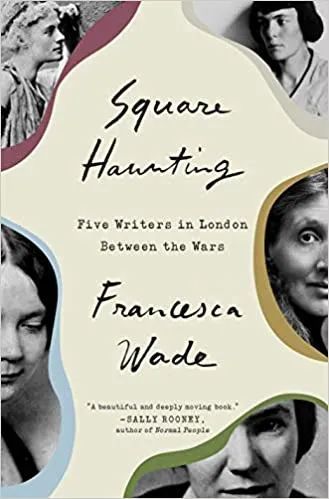 Square
Haunting
Five Writers in London
Between the Wars
Francesca
Wade
"A beautiful and deeply moving book."
—SALLY ROONEY,
author of Normal People